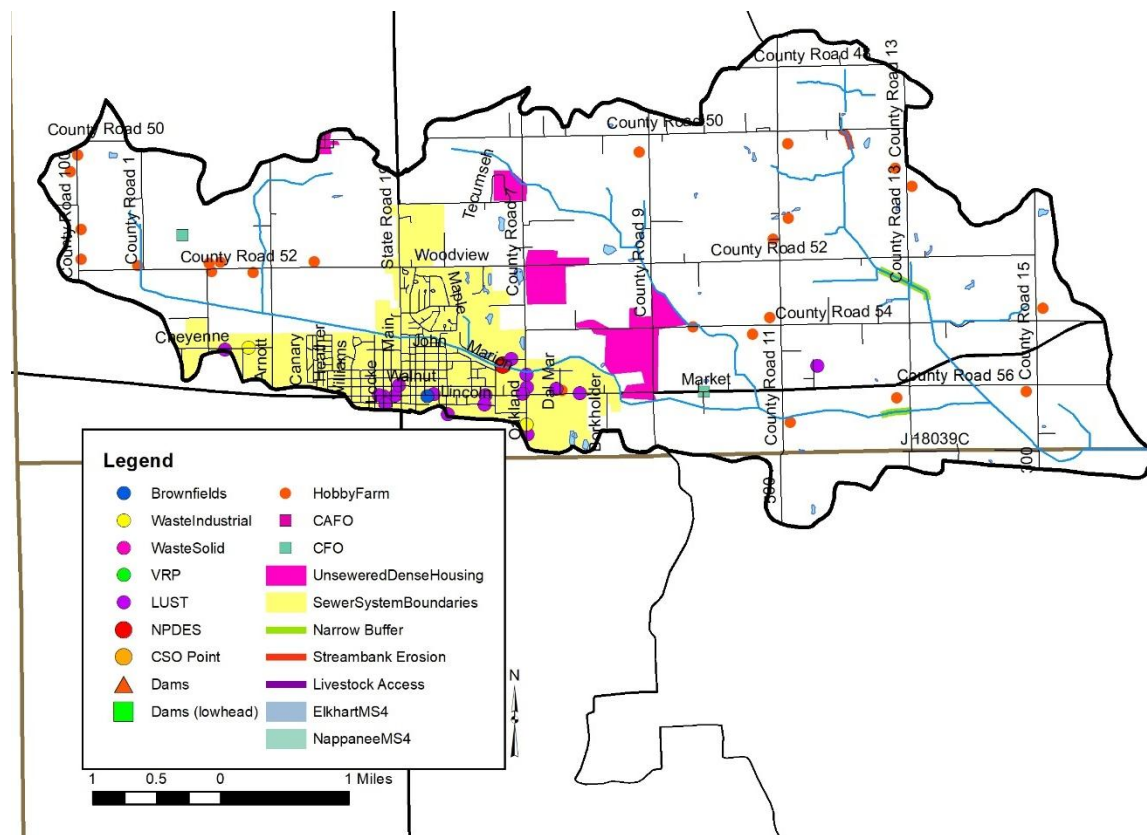 County Road 48
County Road 13
County Road 50
County Road 50
County Road 100
County Road 1
State Road 19
Tecumseh
County Road 7
County Road 9
County Road 13
County Road 52
Woodview
County Road 52
Maple
County Road 15
Cheyenne
Arnott
Canary
Heather
Williams
Main
John
Marion
County Road 54
County Road 11
Locke
Walnut
Lincoln
Oakland
Dal Mar
Borkholder
Market
County Road 56
J 18039C
500
300
Legend
Brownfields
WasteIndustrial
WasteSolid
VRP
LUST
NPDES
CSO Point
Dams
Dams (lowhead)
HobbyFarm
CAFO
CFO
UnseweredDenseHousing
SewerSystemBoundaries
Narrow Buffer
Streambank Erosion
Livestock Access
ElkhartMS4
NappaneeMS4
N
1 0.5 0 1 Miles